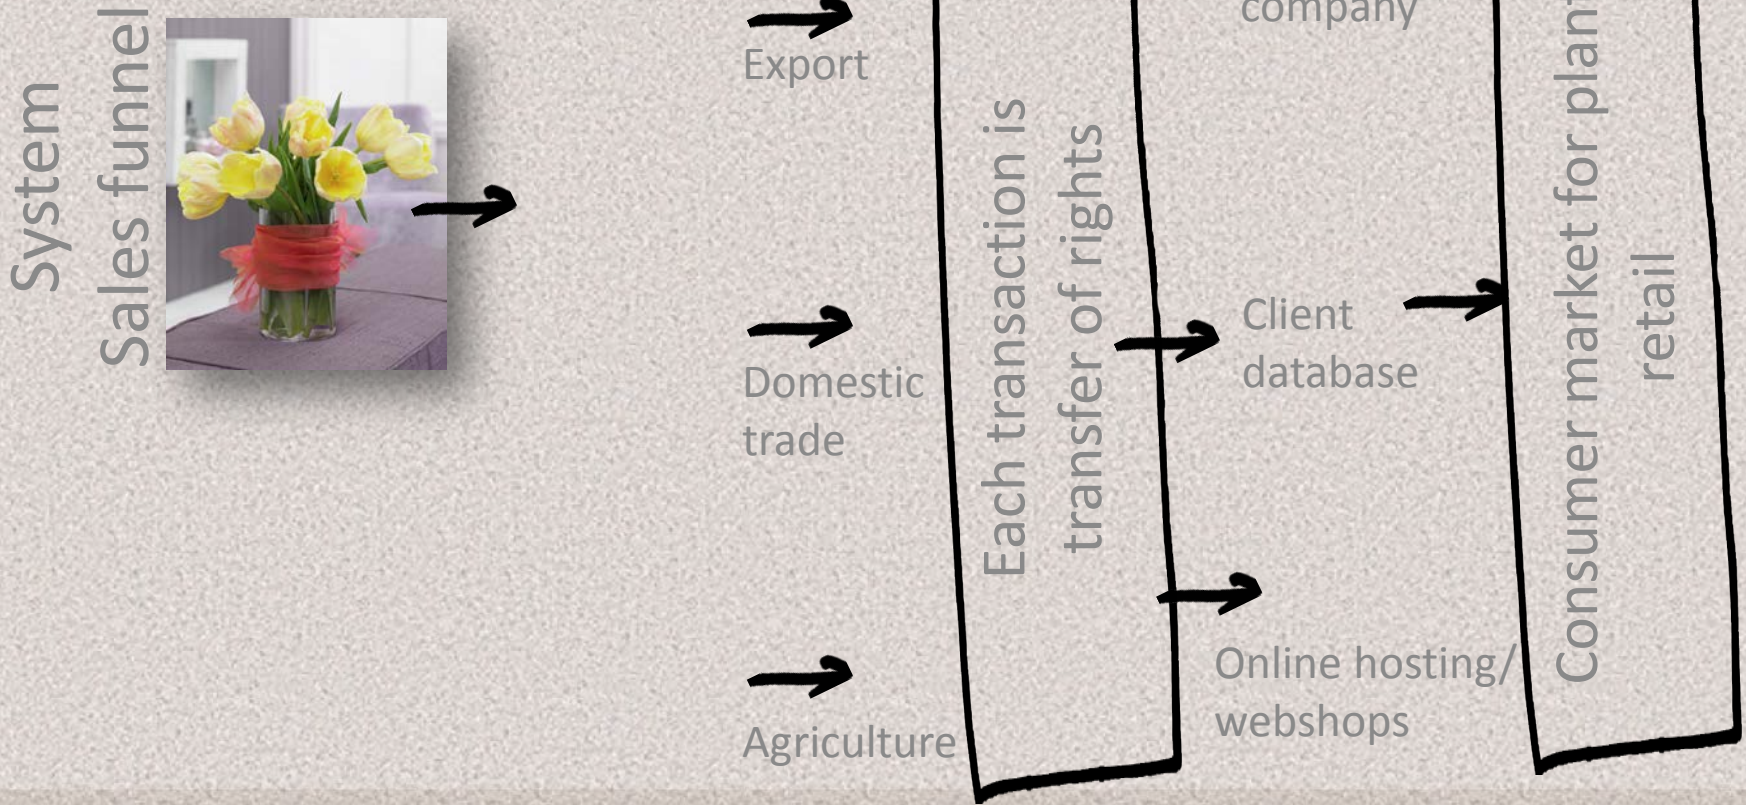 System
Sales funnel
Export
Domestic
trade
Agriculture
Each transaction is
transfer of rights
company
Client
database
Online hosting/
webshops
Consumer market for plant
retail